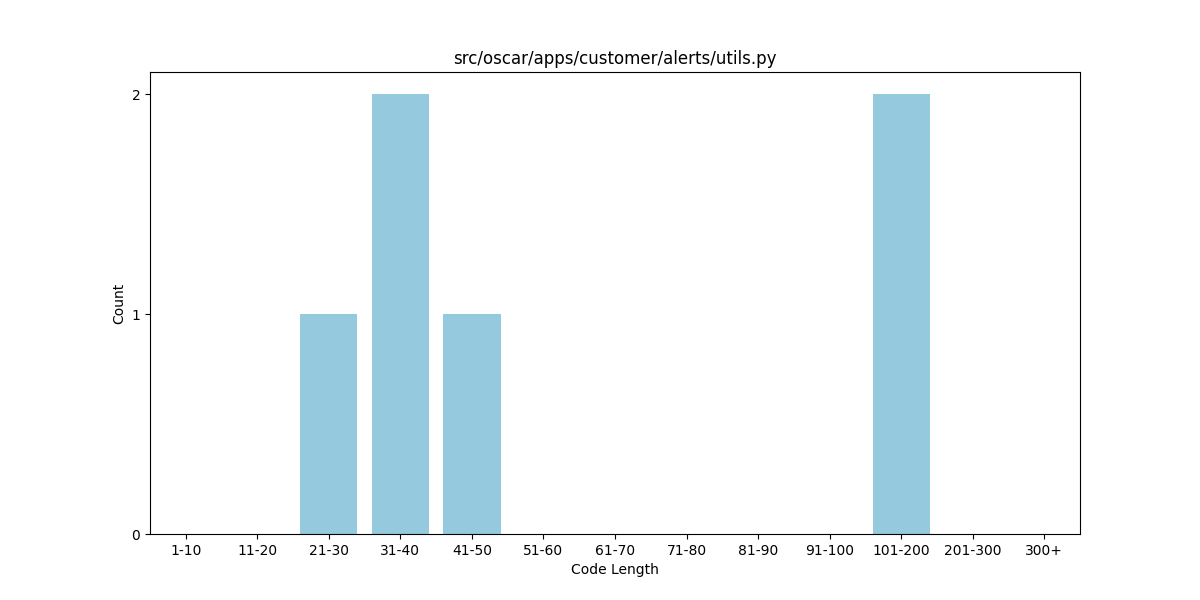 src/oscar/apps/customer/alerts/utils.py
2
1
0
Count
1-10 11-20 21-30 31-40 41-50 51-60 61-70 71-80 81-90 91-100 101-200 201-300 300+
Code Length